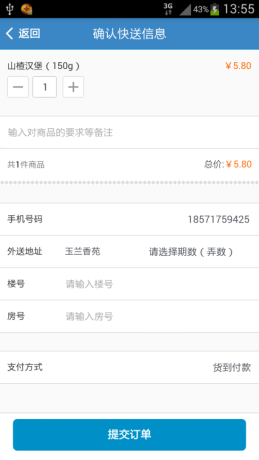 3G 43% 13:55
返回 确认快送信息
山楂汉堡（150g） ￥5.80
— 1 +
输入对商品的要求等备注
共1件商品 总价:￥5.80
手机号码 18571759425
外送地址 玉兰香苑 请选择期数（弄数）
楼号 请输入楼号
房号 请输入房号
支付方式 货到付款
提交订单